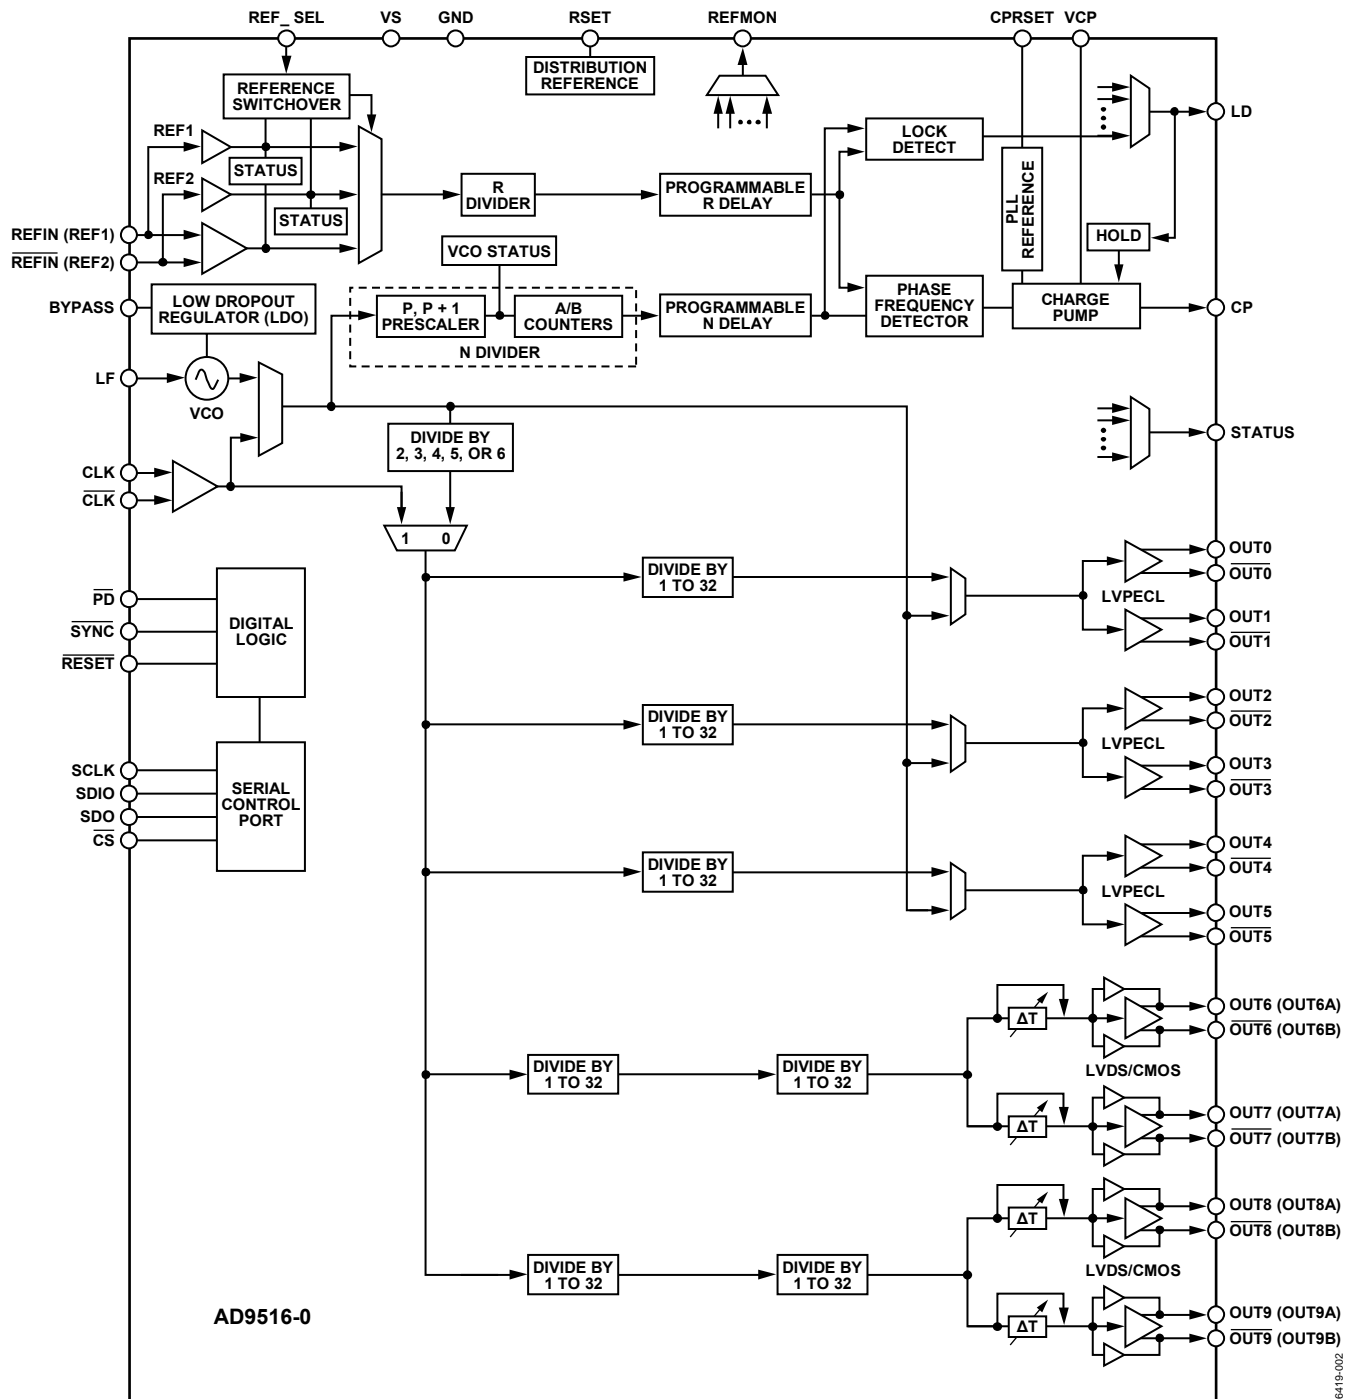 REF_ SEL
VS
GND
RSET
REFMON
CPRSET
VCP
DISTRIBUTION
REFERENCE
REFERENCE
SWITCHOVER
REF1
STATUS
REF2
STATUS
REFIN (REF1)
REFIN (REF2)
R
DIVIDER
PROGRAMMABLE
R DELAY
LOCK
DETECT
LD
PLL
REFERENCE
HOLD
VCO STATUS
BYPASS
LOW DROPOUT
REGULATOR (LDO)
P, P + 1
PRESCALER
A/B
COUNTERS
N DIVIDER
PROGRAMMABLE
N DELAY
PHASE
FREQUENCY
DETECTOR
CHARGE
PUMP
CP
LF
VCO
STATUS
DIVIDE BY
2, 3, 4, 5, OR 6
CLK
CLK
1 0
PD
SYNC
RESET
DIGITAL
LOGIC
SCLK
SDIO
SDO
CS
SERIAL
CONTROL
PORT
DIVIDE BY
1 TO 32
LVPECL
OUT0
OUT0
OUT1
OUT1
DIVIDE BY
1 TO 32
LVPECL
OUT2
OUT2
OUT3
OUT3
DIVIDE BY
1 TO 32
LVPECL
OUT4
OUT4
OUT5
OUT5
DIVIDE BY
1 TO 32
DIVIDE BY
1 TO 32
ΔT
ΔT
LVDS/CMOS
OUT6 (OUT6A)
OUT6 (OUT6B)
OUT7 (OUT7A)
OUT7 (OUT7B)
DIVIDE BY
1 TO 32
DIVIDE BY
1 TO 32
ΔT
ΔT
LVDS/CMOS
OUT8 (OUT8A)
OUT8 (OUT8B)
OUT9 (OUT9A)
OUT9 (OUT9B)
AD9516-0
6419-002